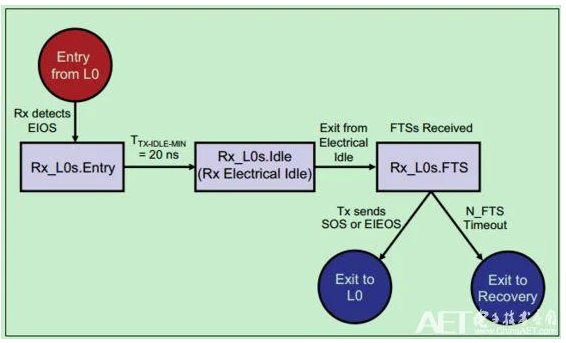 Entry
from L0
Rx detects
EIOS
Rx_L0s.Entry
TTX-IDLE-MIN
= 20 ns
Rx_L0s.Idle
(Rx Electrical Idle)
Exit from
Electrical
Idle
FTSs Received
Rx_L0s.FTS
Tx sends
SOS or EIEOS
N_FTS
Timeout
Exit to
L0
Exit to
Recovery
AET